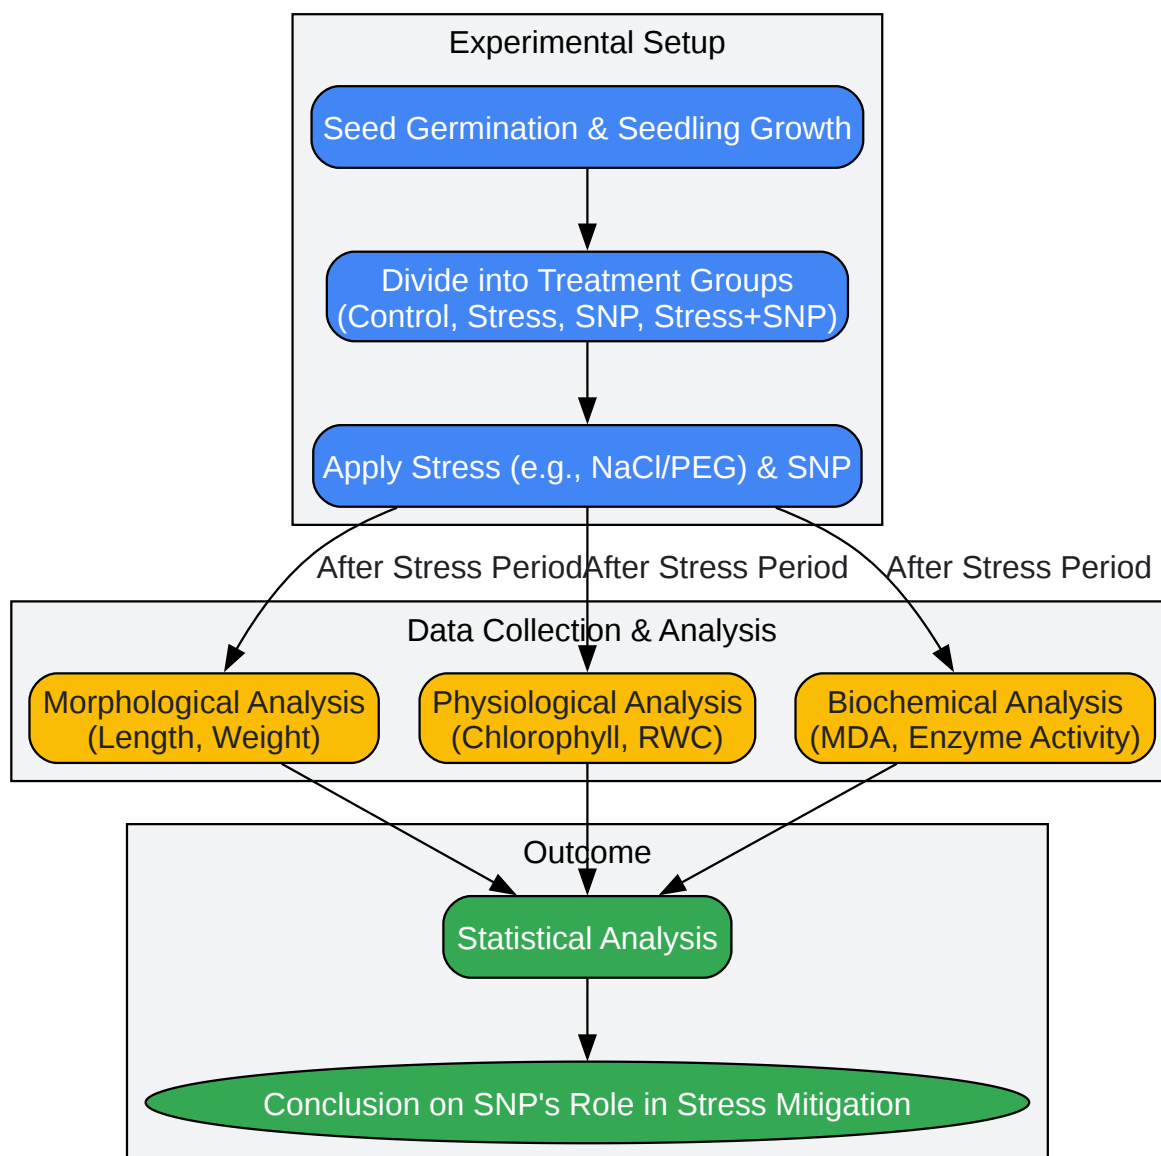 Experimental Setup
Seed Germination & Seedling Growth
Divide into Treatment Groups
(Control, Stress, SNP, Stress+SNP)
Apply Stress (e.g., NaCl/PEG) & SNP
After Stress Period
After Stress Period
After Stress Period
Data Collection & Analysis
Morphological Analysis
(Length, Weight)
Physiological Analysis
(Chlorophyll, RWC)
Biochemical Analysis
(MDA, Enzyme Activity)
Outcome
Statistical Analysis
Conclusion on SNP's Role in Stress Mitigation